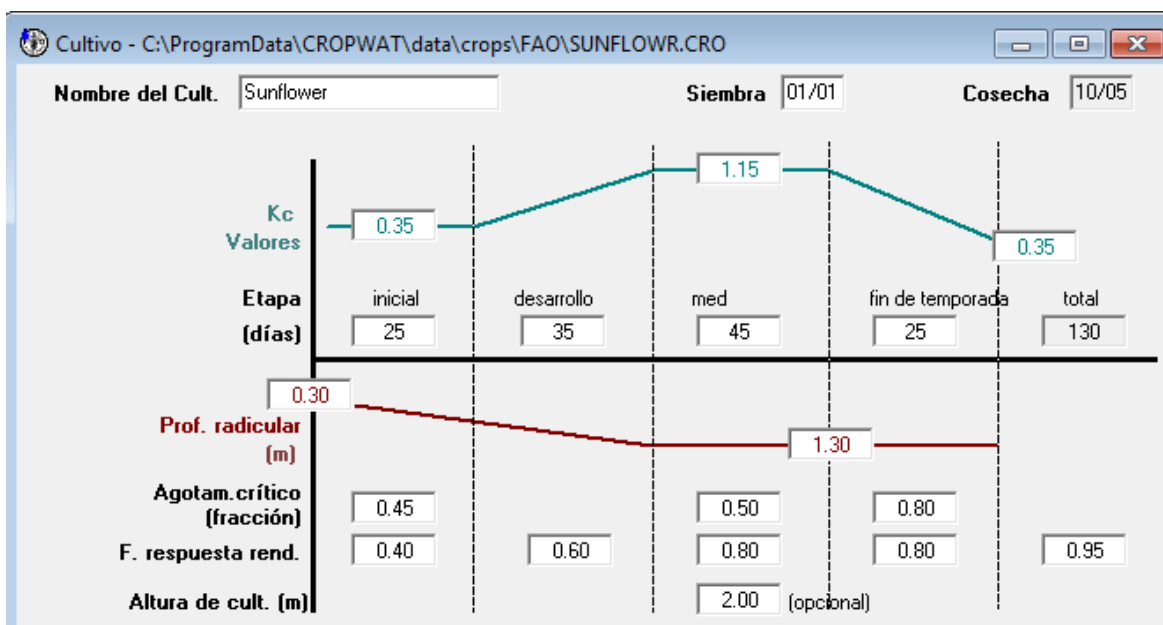 Cultivo - C:\ProgramData\CROPWAT\data\crops\FAO\SUNFLOWR.CRO
Nombre del Cult. Sunflower Siembra 01/01 Cosecha 10/05
1.15
Kc 0.35
Valores 0.35
Etapa inicial desarrollo med fin de temporada total
(días) 25 35 45 25 130
0.30
Prof. radicular 1.30
(m)
Agotam.crítico
(fracción) 0.45 0.50 0.80
F. respuesta rend. 0.40 0.60 0.80 0.80 0.95
Altura de cult. (m) 2.00 (opcional)